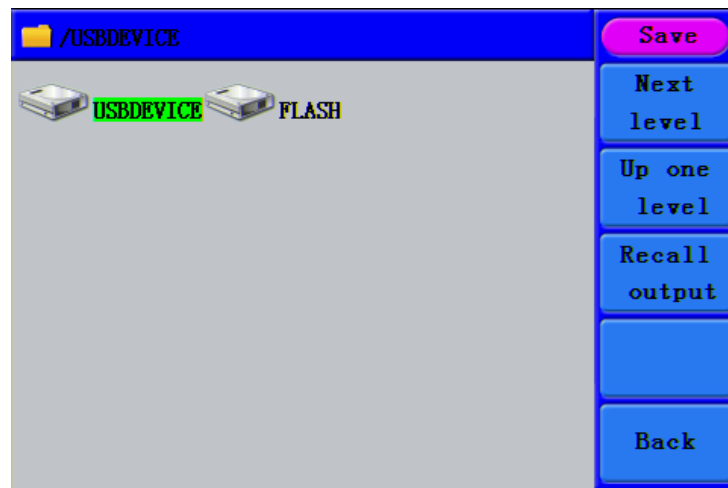 /USBDEVICE
USBDEVICE FLASH
Save
Next
level
Up one
level
Recall
output
Back